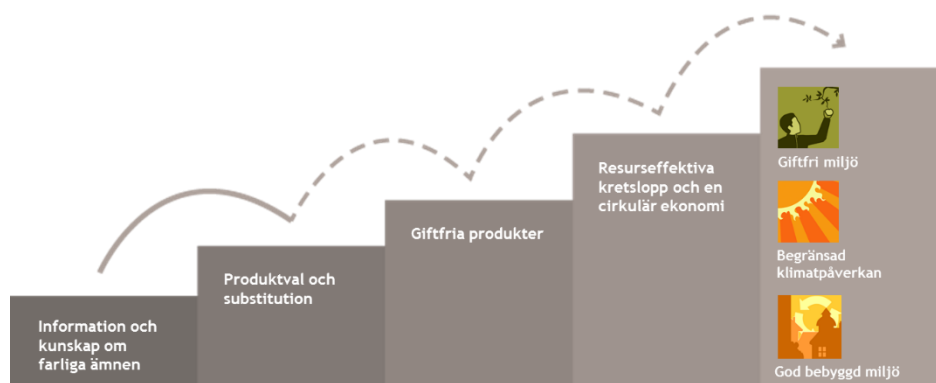 Information och
kunskap om
farliga ämnen
Produktval och
substitution
Giftfria produkter
Resurseffektiva
kretslopp och en
cirkulär ekonomi
Giftfri miljö
Begränsad
klimatpåverkan
God bebyggd miljö